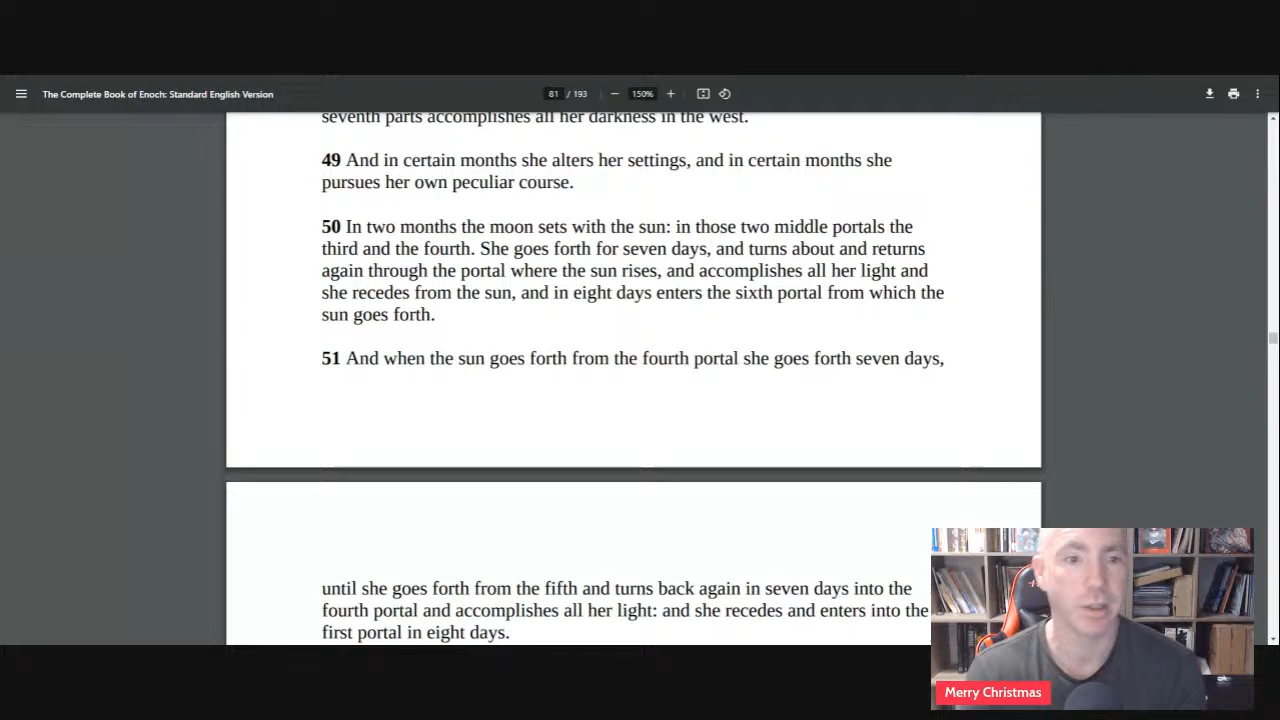 The Complete Book of Enoch: Standard English Version
81 / 193
150%
seventh parts accomplishes all her darkness in the west.
49 And in certain months she alters her settings, and in certain months she
pursues her own peculiar course.
50 In two months the moon sets with the sun: in those two middle portals the
third and the fourth. She goes forth for seven days, and turns about and returns
again through the portal where the sun rises, and accomplishes all her light and
she recedes from the sun, and in eight days enters the sixth portal from which the
sun goes forth.
51 And when the sun goes forth from the fourth portal she goes forth seven days,
until she goes forth from the fifth and turns back again in seven days into the
fourth portal and accomplishes all her light: and she recedes and enters into the
first portal in eight days.
Merry Christmas